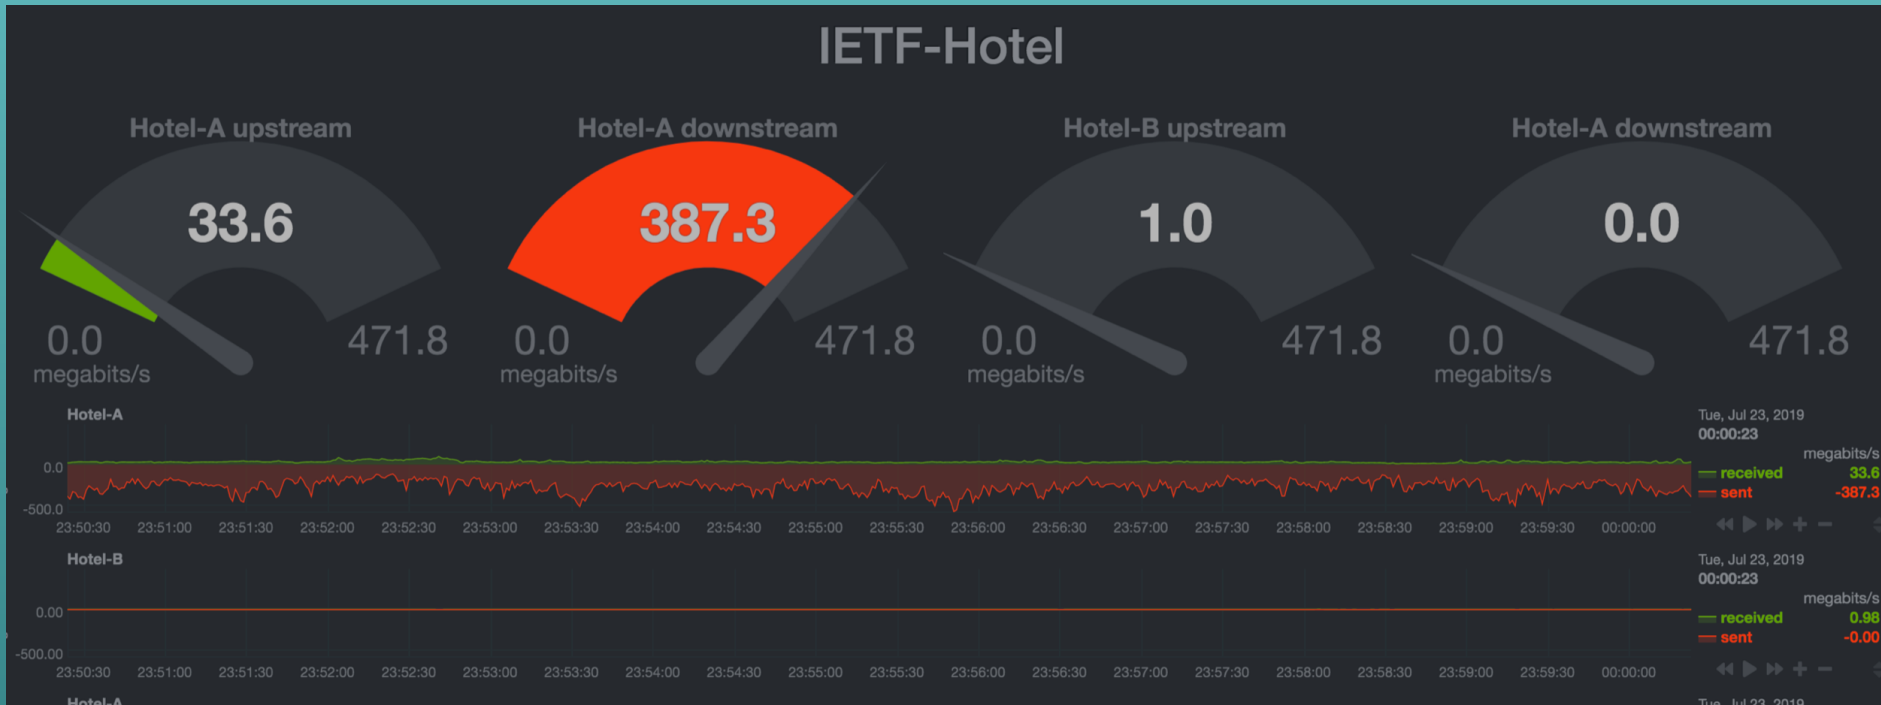 IETF-Hotel
Hotel-A upstream
33.6
0.0
471.8
megabits/s
Hotel-A downstream
387.3
0.0
471.8
megabits/s
Hotel-B upstream
1.0
0.0
471.8
megabits/s
Hotel-A downstream
0.0
0.0
471.8
megabits/s
Hotel-A
0.0
-500.0
23:50:30 23:51:00 23:51:30 23:52:00 23:52:30 23:53:00 23:53:30 23:54:00 23:54:30 23:55:00 23:55:30 23:56:00 23:56:30 23:57:00 23:57:30 23:58:00 23:58:30 23:59:00 23:59:30 00:00:00
Tue, Jul 23, 2019
00:00:23
megabits/s
received 33.6
sent -387.3
Hotel-B
0.00
-500.00
23:50:30 23:51:00 23:51:30 23:52:00 23:52:30 23:53:00 23:53:30 23:54:00 23:54:30 23:55:00 23:55:30 23:56:00 23:56:30 23:57:00 23:57:30 23:58:00 23:58:30 23:59:00 23:59:30 00:00:00
Tue, Jul 23, 2019
00:00:23
megabits/s
received 0.98
sent -0.00
Hotel-A
Tue, Jul 23, 2019